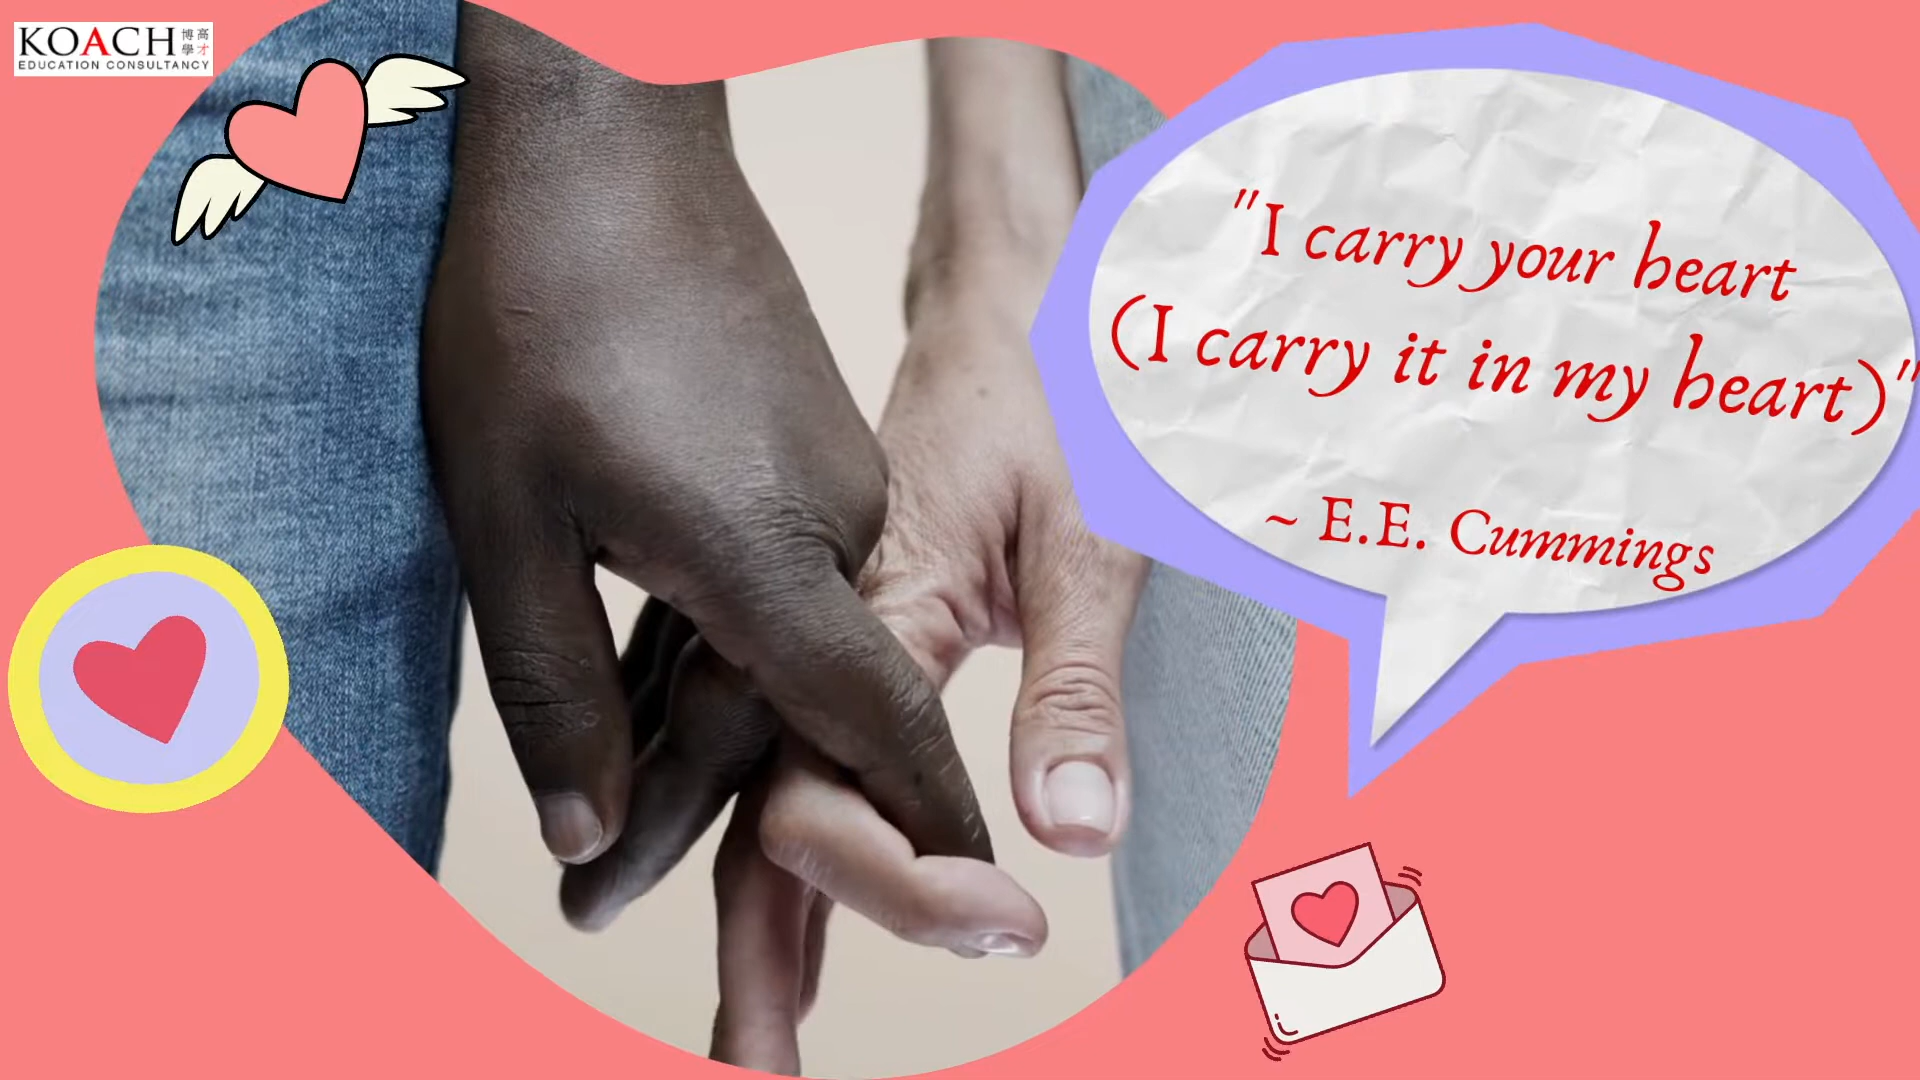 KOACH 博高
學才
EDUCATION CONSULTANCY
"I carry your heart
(I carry it in my heart)"
~ E.E. Cummings